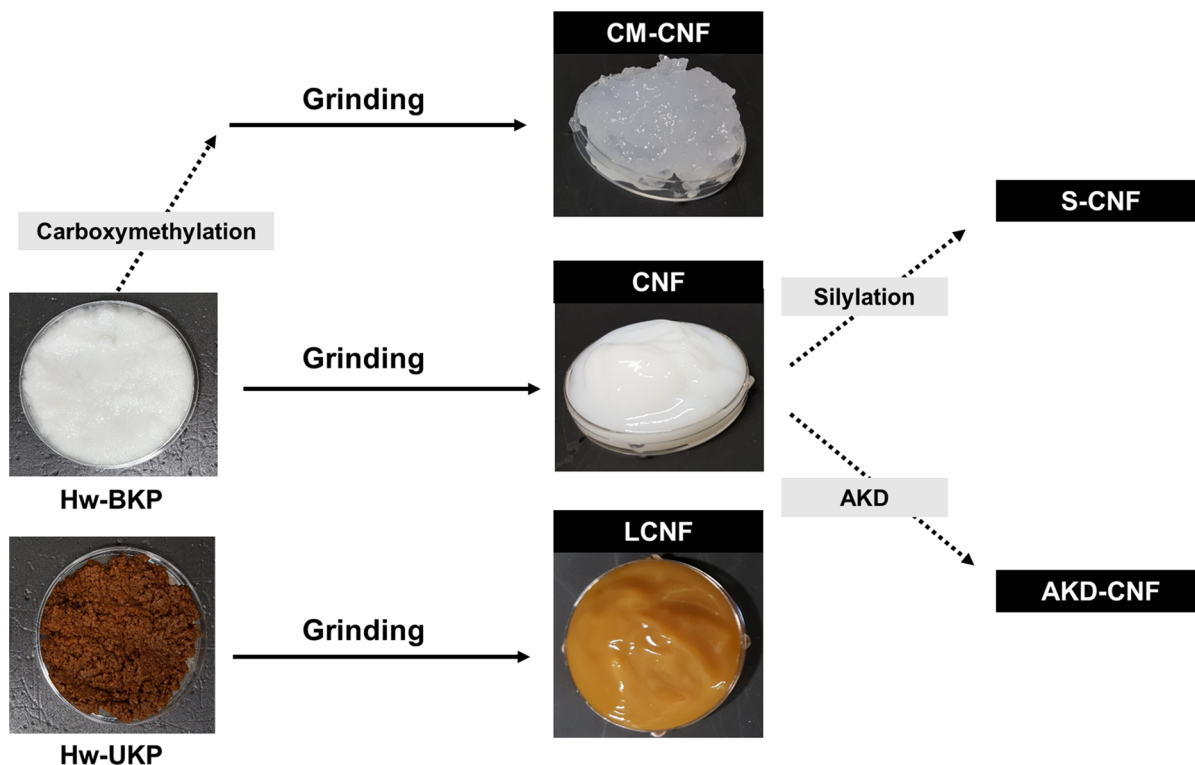 CM-CNF
Grinding
Carboxymethylation
S-CNF
CNF
Silylation
Grinding
Hw-BKP
AKD
LCNF
AKD-CNF
Grinding
Hw-UKP